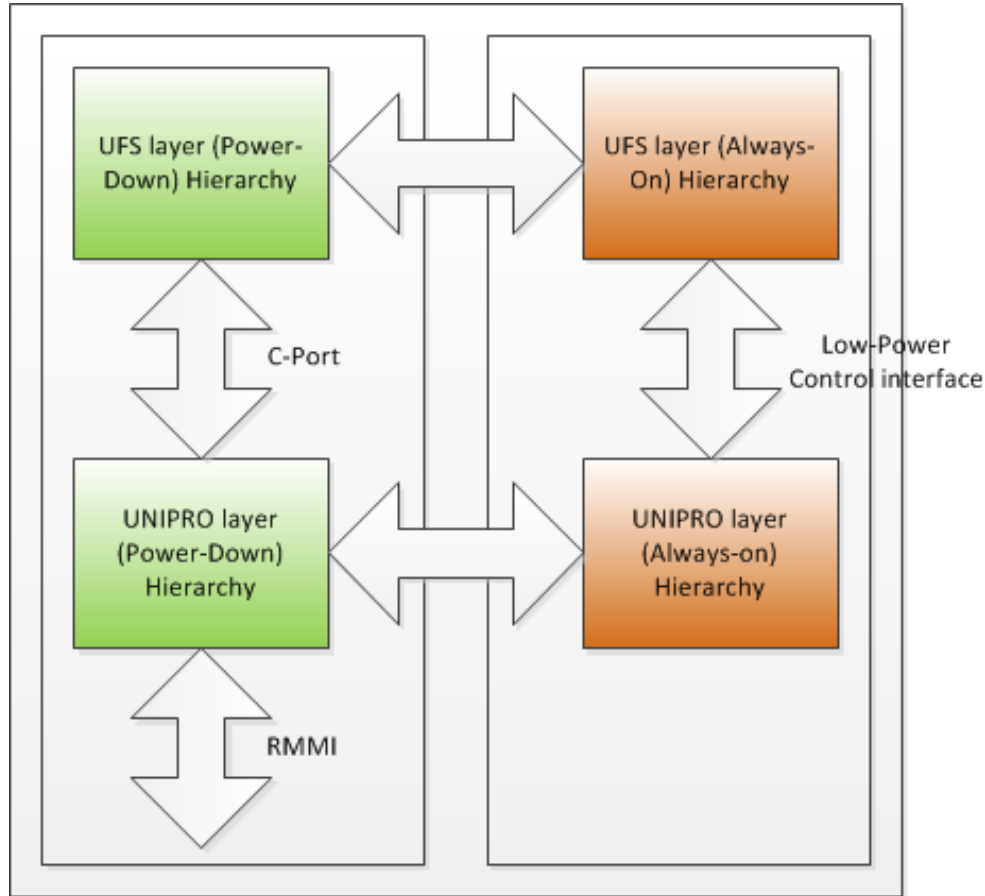 UFS layer (Power-
Down) Hierarchy
UFS layer (Always-
On) Hierarchy
C-Port
Low-Power
Control interface
UNIPRO layer
(Power-Down)
Hierarchy
UNIPRO layer
(Always-on)
Hierarchy
RMMI